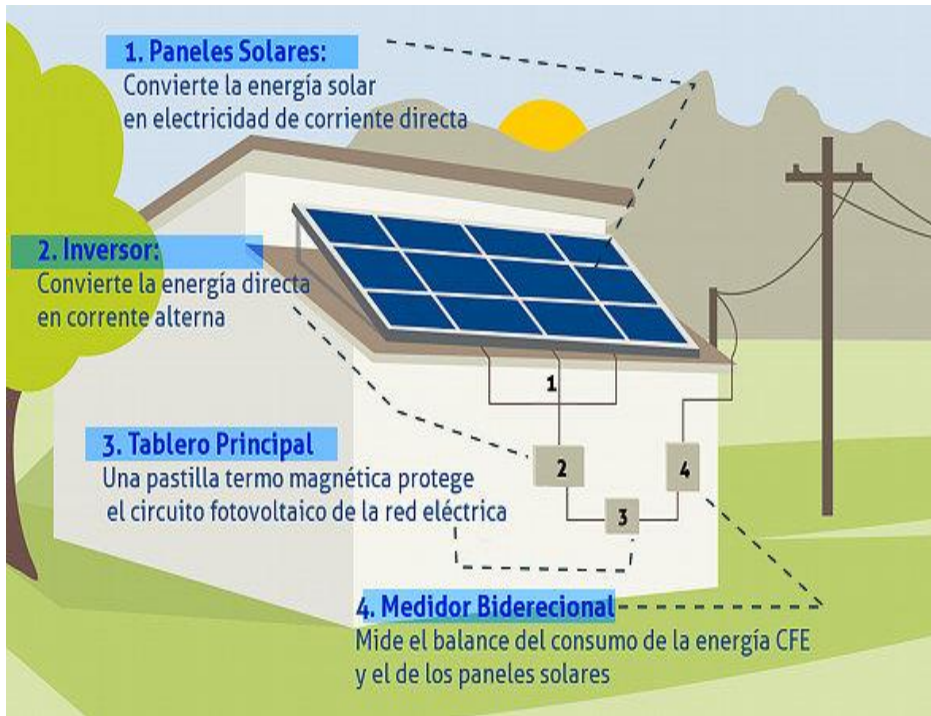 1. Paneles Solares:
Convierte la energía solar
en electricidad de corriente directa
2. Inversor:
Convierte la energía directa
en corrente alterna
1
3. Tablero Principal
Una pastilla termo magnética protege
el circuito fotovoltaico de la red eléctrica
2
4
3
4. Medidor Biderecional
Mide el balance del consumo de la energía CFE
y el de los paneles solares